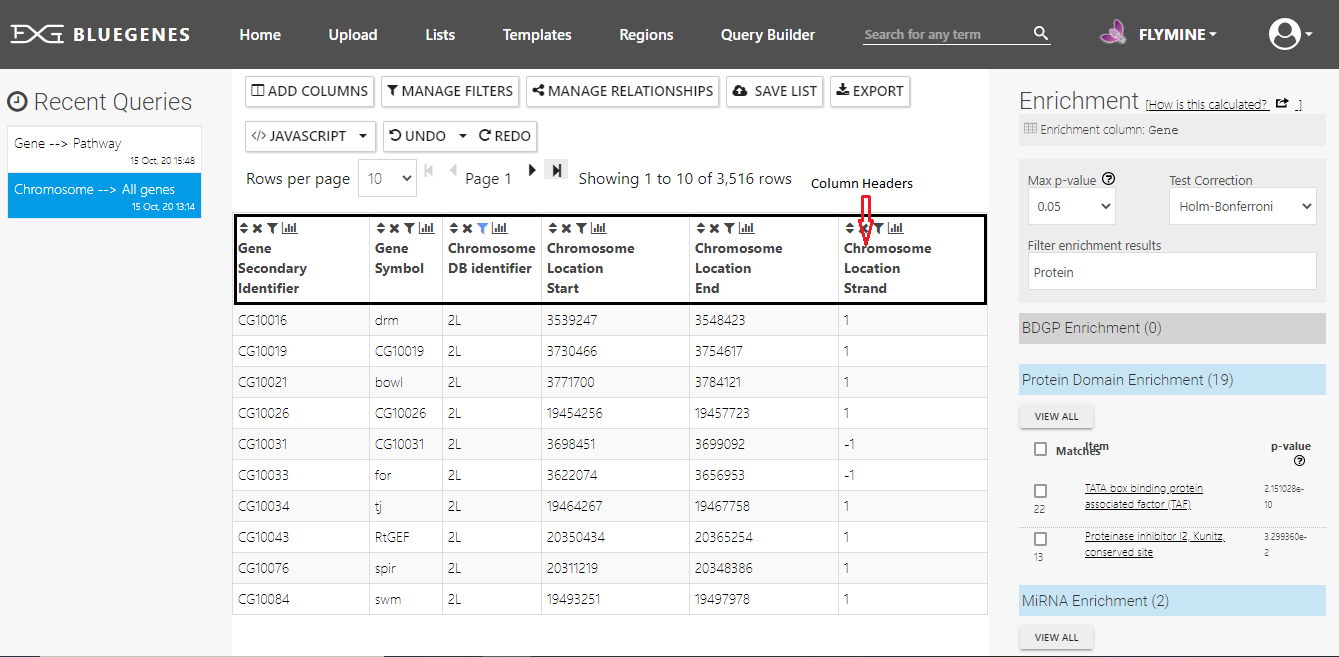 BLUEGENES
Home Upload Lists Templates Regions Query Builder Search for any term FLYMINE
Recent Queries
Gene --> Pathway
15 Oct, 20 15:48
Chromosome --> All genes
15 Oct, 20 13:14
ADD COLUMNS MANAGE FILTERS MANAGE RELATIONSHIPS SAVE LIST EXPORT
</> JAVASCRIPT UNDO REDO
Rows per page 10 Page 1 Showing 1 to 10 of 3,516 rows
Column Headers
Gene Secondary Identifier Gene Symbol Chromosome DB identifier Chromosome Location Start Chromosome Location End Chromosome Location Strand
CG10016 drm 2L 3539247 3548423 1
CG10019 CG10019 2L 3730466 3754617 1
CG10021 bowl 2L 3771700 3784121 1
CG10026 CG10026 2L 19454256 19457723 1
CG10031 CG10031 2L 3698451 3699092 -1
CG10033 for 2L 3622074 3656953 -1
CG10034 tj 2L 19464267 19467758 1
CG10043 RtGEF 2L 20350434 20365254 1
CG10076 spir 2L 20311219 20348386 1
CG10084 swm 2L 19493251 19497978 1
Enrichment [How is this calculated? ]
Enrichment column: Gene
Max p-value Test Correction
0.05 Holm-Bonferroni
Filter enrichment results
Protein
BDGP Enrichment (0)
Protein Domain Enrichment (19)
VIEW ALL
Matches Item p-value
22 TATA box binding protein associated factor (TAF) 2.151028e-10
13 Proteinase inhibitor I2, Kunitz, conserved site 3.299360e-2
MiRNA Enrichment (2)
VIEW ALL